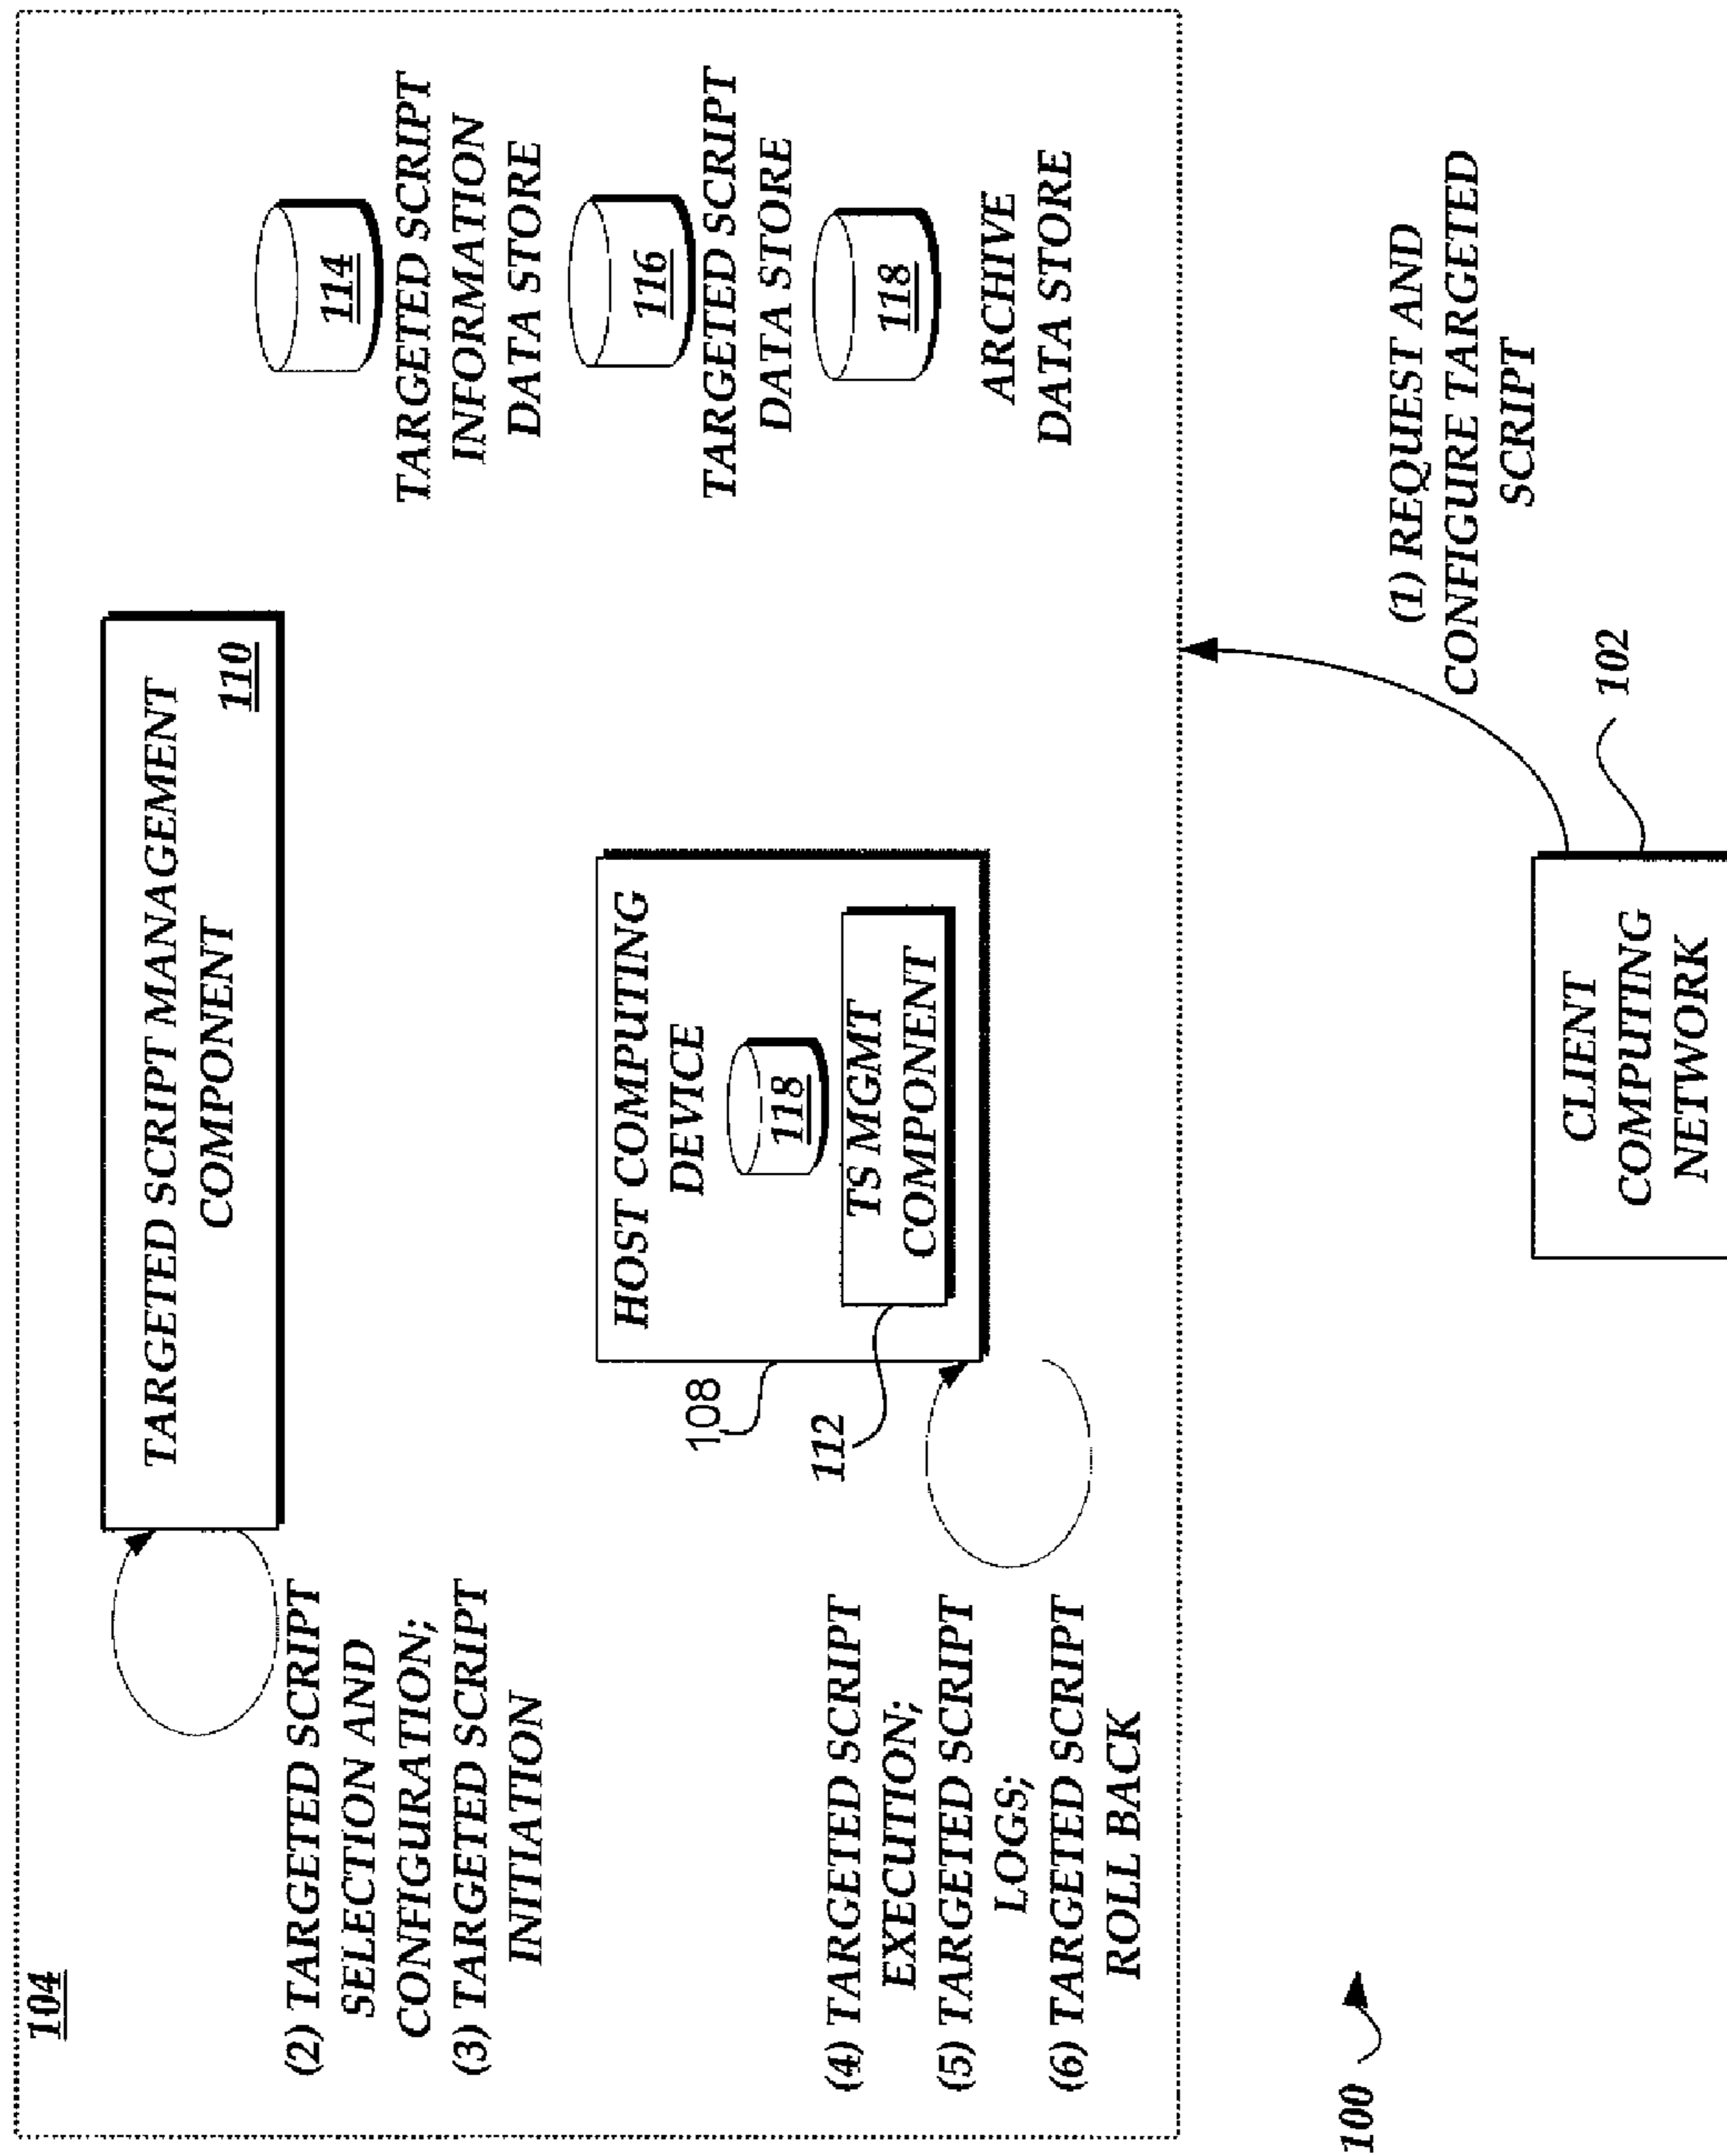 104
TARGETED SCRIPT MANAGEMENT
COMPONENT
110
(2) TARGETED SCRIPT
SELECTION AND
CONFIGURATION;
(3) TARGETED SCRIPT
INITIATION
114
TARGETED SCRIPT
INFORMATION
DATA STORE
116
TARGETED SCRIPT
DATA STORE
118
ARCHIVE
DATA STORE
108
HOST COMPUTING
DEVICE
118
TS MGMT
COMPONENT
112
(4) TARGETED SCRIPT
EXECUTION;
(5) TARGETED SCRIPT
LOGS;
(6) TARGETED SCRIPT
ROLL BACK
(1) REQUEST AND
CONFIGURE TARGETED
SCRIPT
100
102
CLIENT
COMPUTING
NETWORK